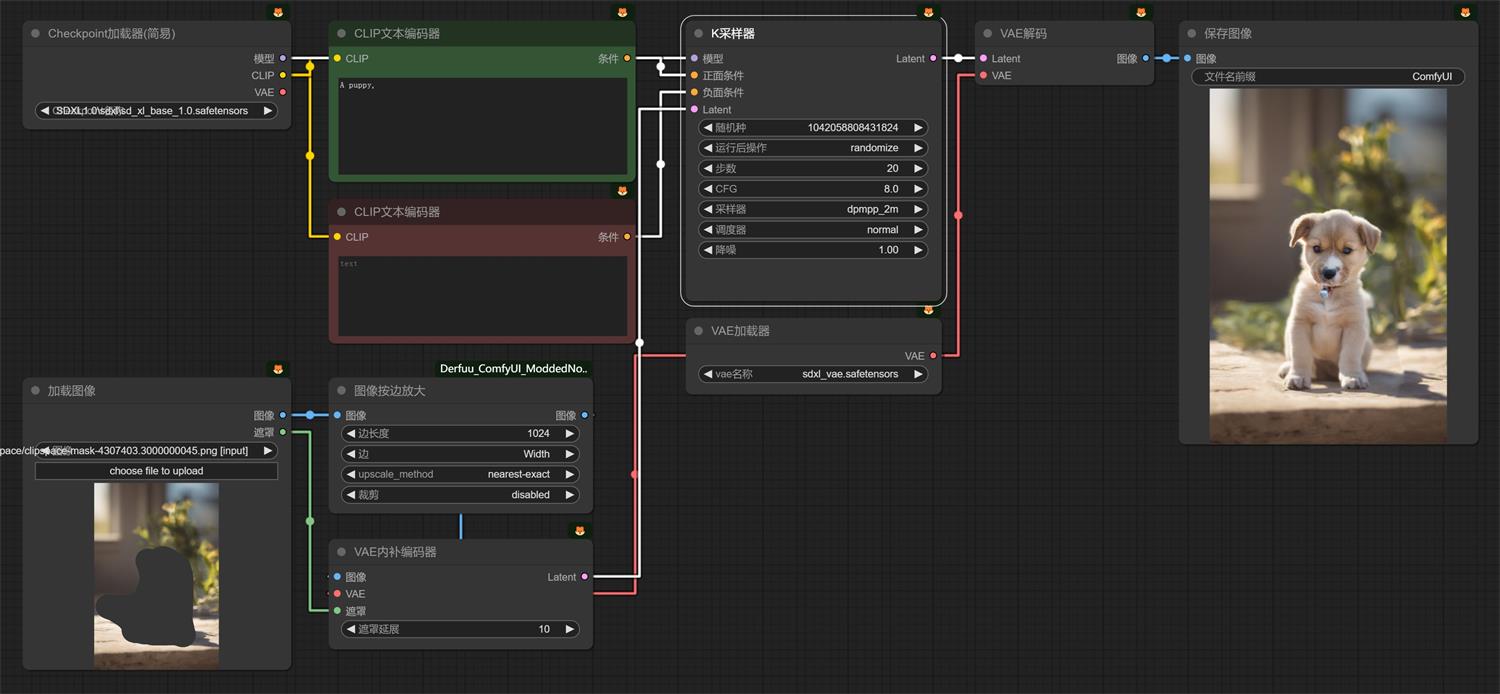 Checkpoint加载器(简易)
模型
CLIP
VAE
SDXL1.0\sdxl\sd_xl_base_1.0.safetensors
CLIP文本编码器
CLIP
条件
A puppy,
CLIP文本编码器
CLIP
条件
text
K采样器
模型
Latent
正面条件
负面条件
Latent
随机种 1042058808431824
运行后操作 randomize
步数 20
CFG 8.0
采样器 dpmpp_2m
调度器 normal
降噪 1.00
VAE加载器
VAE
vae名称 sdxl_vae.safetensors
VAE解码
Latent
图像
VAE
保存图像
图像
文件名前缀 ComfyUI
加载图像
图像
遮罩
pace/clipspace-mask-4307403.3000000045.png [input]
choose file to upload
Derfuu_ComfyUI_ModdedNo..
图像按边放大
图像
图像
边长度 1024
边 Width
upscale_method nearest-exact
裁剪 disabled
VAE内补编码器
图像
Latent
VAE
遮罩
遮罩延展 10